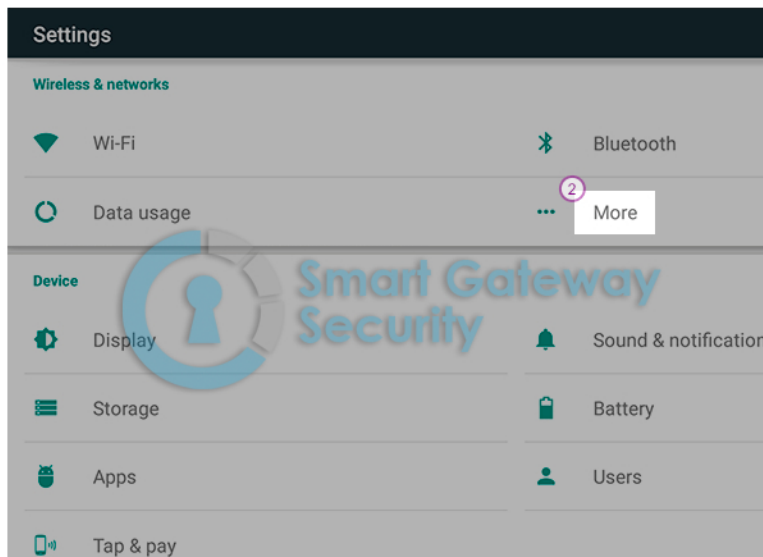 Settings
Wireless & networks
Wi-Fi
Bluetooth
Data usage
2
More
Device
Smart Gateway
Security
Display
Sound & notification
Storage
Battery
Apps
Users
Tap & pay